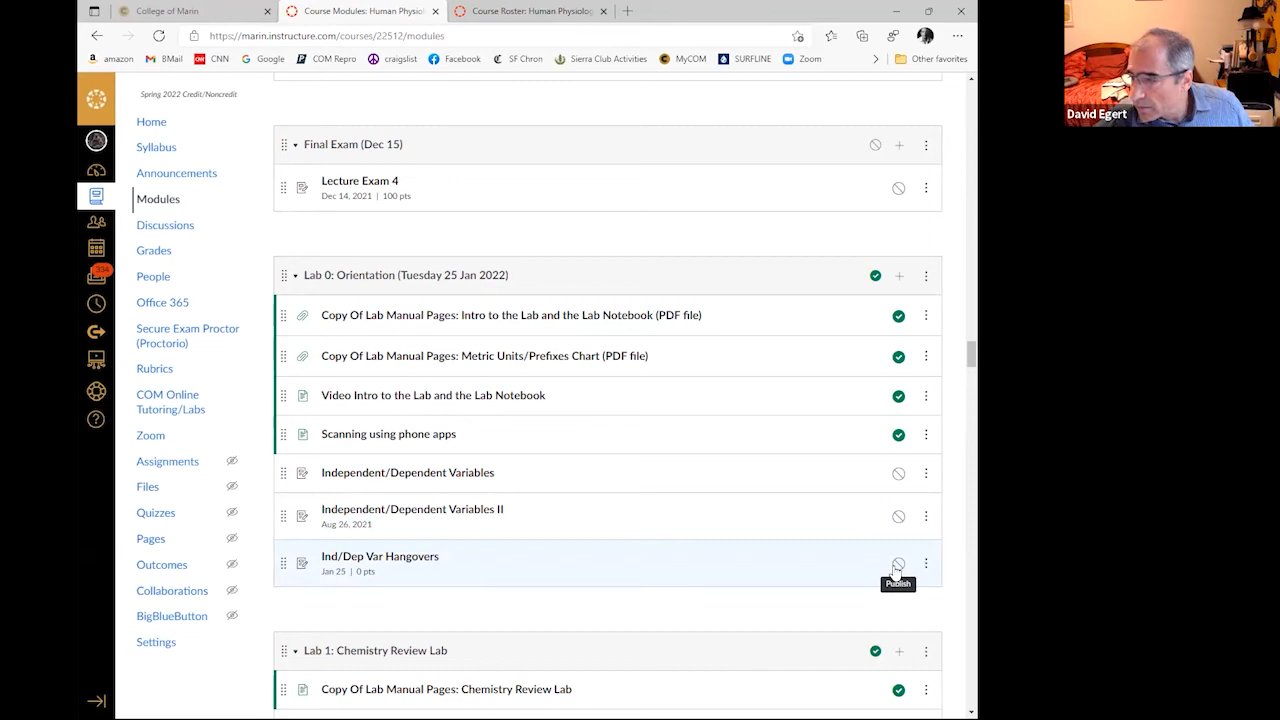 College of Marin
Course Modules: Human Physiol
Course Roster: Human Physiolog
https://marin.instructure.com/courses/22512/modules
amazon
BMail
CNN
Google
COM Repro
craigslist
Facebook
SF Chron
Sierra Club Activities
MyCOM
SURFLINE
Zoom
Other favorites
David Egert
Spring 2022 Credit/Noncredit
Home
Syllabus
Announcements
Modules
Discussions
Grades
People
Office 365
Secure Exam Proctor
(Proctorio)
Rubrics
COM Online
Tutoring/Labs
Zoom
Assignments
Files
Quizzes
Pages
Outcomes
Collaborations
BigBlueButton
Settings
334
Final Exam (Dec 15)
Lecture Exam 4
Dec 14, 2021 | 100 pts
Lab 0: Orientation (Tuesday 25 Jan 2022)
Copy Of Lab Manual Pages: Intro to the Lab and the Lab Notebook (PDF file)
Copy Of Lab Manual Pages: Metric Units/Prefixes Chart (PDF file)
Video Intro to the Lab and the Lab Notebook
Scanning using phone apps
Independent/Dependent Variables
Independent/Dependent Variables II
Aug 26, 2021
Ind/Dep Var Hangovers
Jan 25 | 0 pts
Publish
Lab 1: Chemistry Review Lab
Copy Of Lab Manual Pages: Chemistry Review Lab